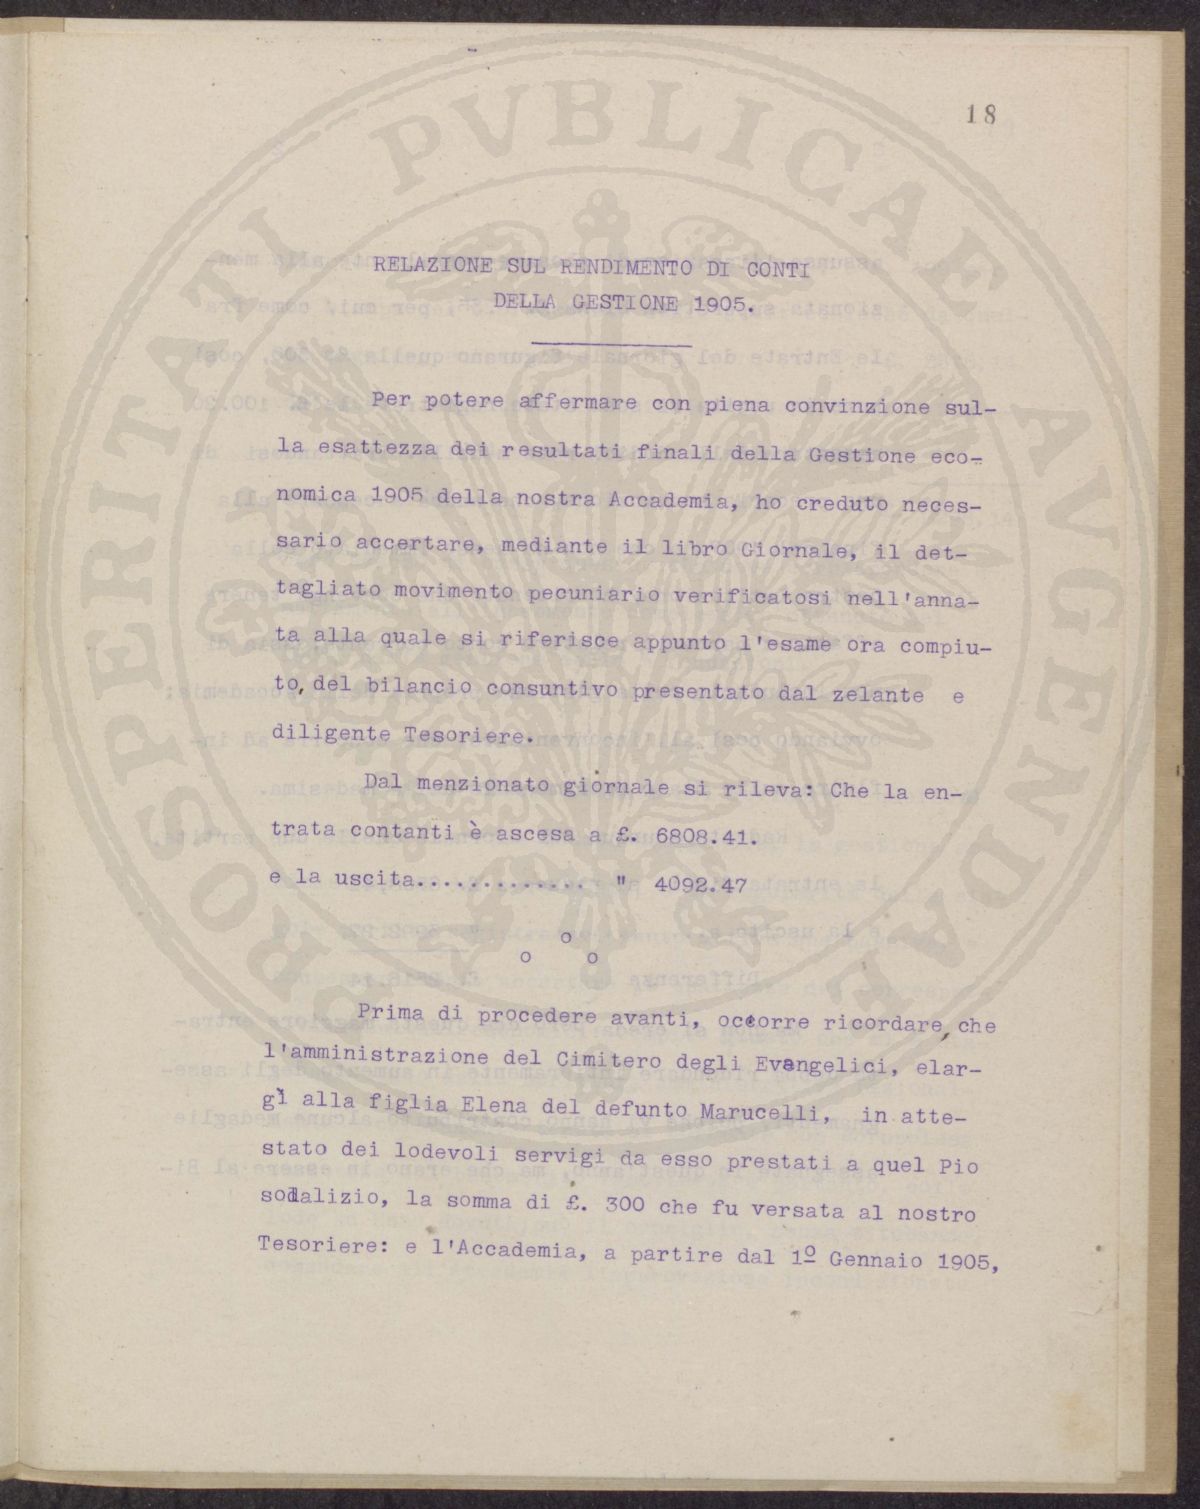 18
RELAZIONE SUL RENDIMENTO DI CONTI
DELLA GESTIONE 1905.
Per potere affermare con piena convinzione sul-
la esattezza dei resultati finali della Gestione eco-
nomica 1905 della nostra Accademia, ho creduto neces-
sario accertare, mediante il libro Giornale, il det-
tagliato movimento pecuniario verificatosi nell'anna-
ta alla quale si riferisce appunto l'esame ora compiu-
to, del bilancio consuntivo presentato dal zelante e
diligente Tesoriere.
Dal menzionato giornale si rileva: Che la en-
trata contanti è ascesa a £. 6808.41.
e la uscita............. " 4092.47
o
o o
Prima di procedere avanti, occorre ricordare, che
l'amministrazione del Cimitero degli Evangelici, elar-
gì alla figlia Elena del defunto Marucelli, in atte-
stato dei lodevoli servigi da esso prestati a quel Pio
sodalizio, la somma di £. 300 che fu versata al nostro
Tesoriere: e l'Accademia, a partire dal 1º Gennaio 1905,
PROSPERITATI PVBLICAE AVGENDAE